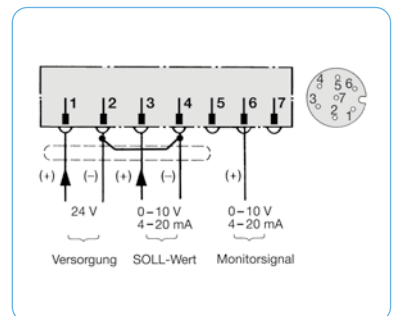 1 2 3 4 5 6 7
4 5 6 3 7 2 1
(+) (–) (+) (–) (+)
24 V 0–10 V 0–10 V
4–20 mA 4–20 mA
Versorgung SOLL-Wert Monitorsignal